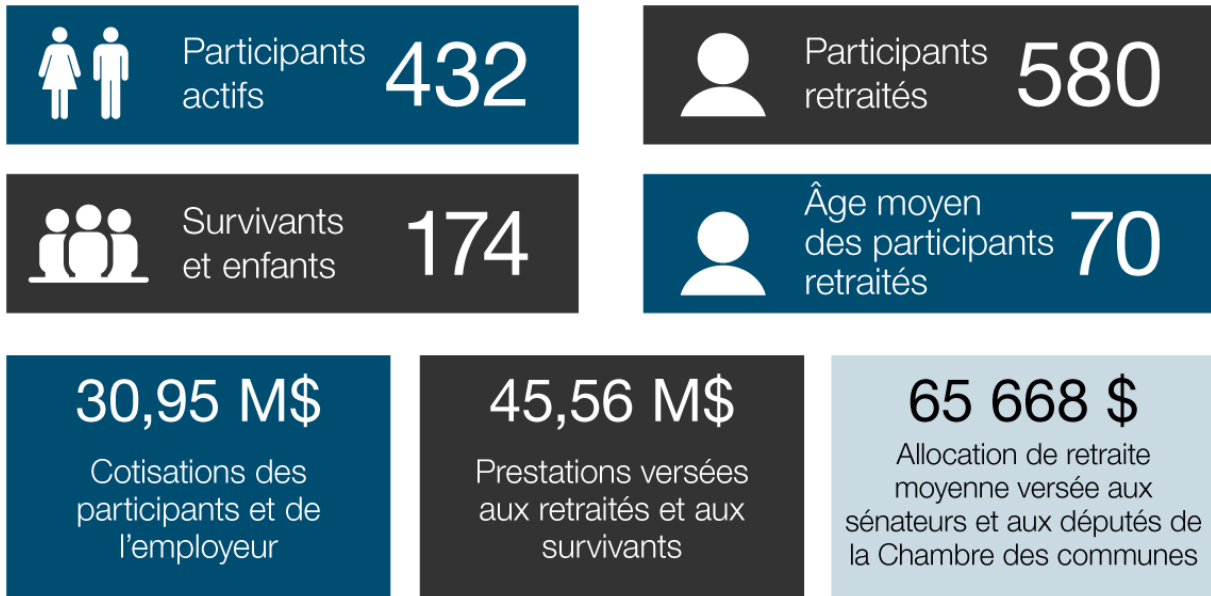 Participants
actifs
432
Participants
retraités
580
Survivants
et enfants
174
Âge moyen
des participants
retraités
70
30,95 M$
Cotisations des
participants et de
l'employeur
45,56 M$
Prestations versées
aux retraités et aux
survivants
65 668 $
Allocation de retraite
moyenne versée aux
sénateurs et aux députés de
la Chambre des communes